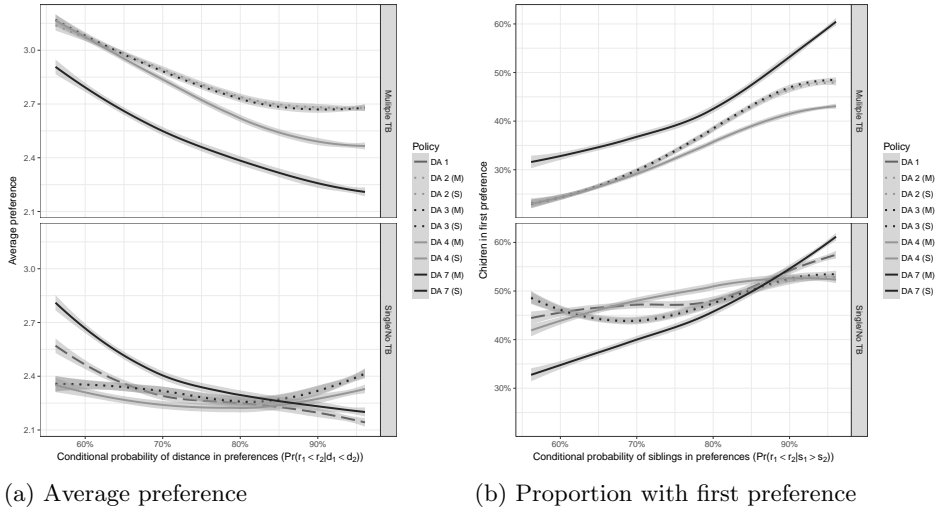 3.0
2.7
2.4
2.1
3.0
2.7
2.4
2.1
Average preference
Multiple TB
Single/No TB
60%
70%
80%
90%
Conditional probability of distance in preferences (Pr(r₁ < r₂|d₁ < d₂))
Policy
DA 1
DA 2 (M)
DA 2 (S)
DA 3 (M)
DA 3 (S)
DA 4 (M)
DA 4 (S)
DA 7 (M)
DA 7 (S)
60%
50%
40%
30%
60%
50%
40%
30%
Chidren in first preference
Multiple TB
Single/No TB
60%
70%
80%
90%
Conditional probability of siblings in preferences (Pr(r₁ < r₂|s₁ > s₂))
Policy
DA 1
DA 2 (M)
DA 2 (S)
DA 3 (M)
DA 3 (S)
DA 4 (M)
DA 4 (S)
DA 7 (M)
DA 7 (S)
(a) Average preference
(b) Proportion with first preference